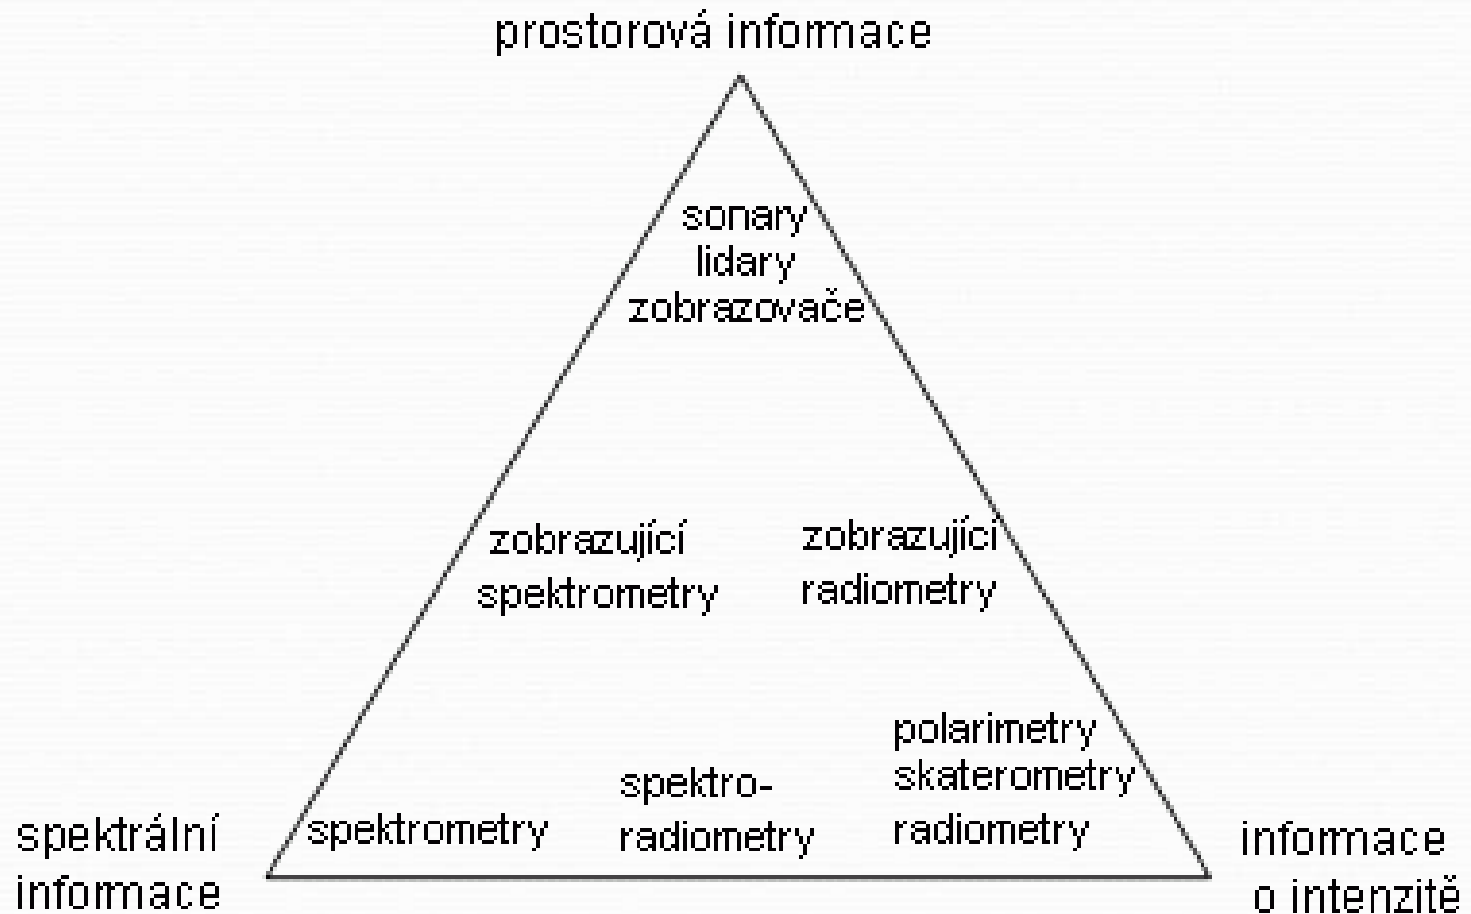 prostorová informace
sonary
lidary
zobrazovače
zobrazující
spektrometry
zobrazující
radiometry
polarimetry
skaterometry
radiometry
spektro-
radiometry
spektrometry
spektrální
informace
informace
o intenzitě